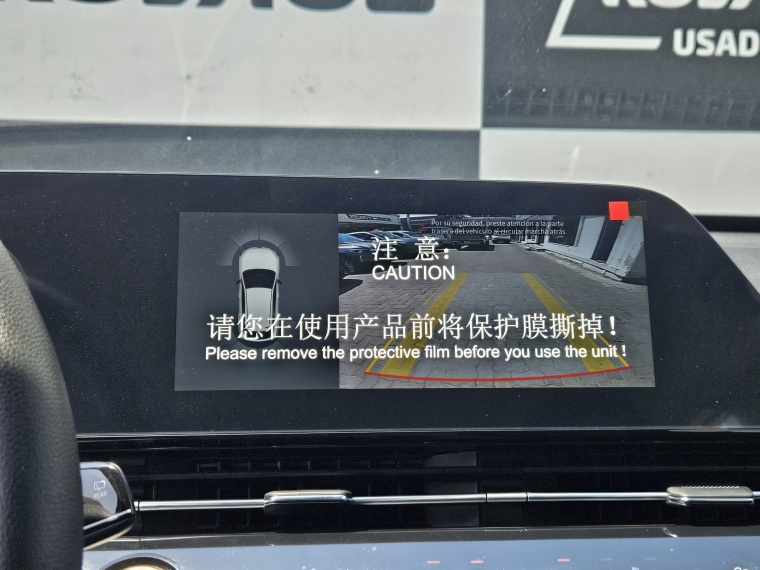 USAD
Por su seguridad, preste atención a la parte
trasera del vehículo al circular marcha atrás.
注 意:
CAUTION
请您在使用产品前将保护膜撕掉!
Please remove the protective film before you use the unit !
REAR